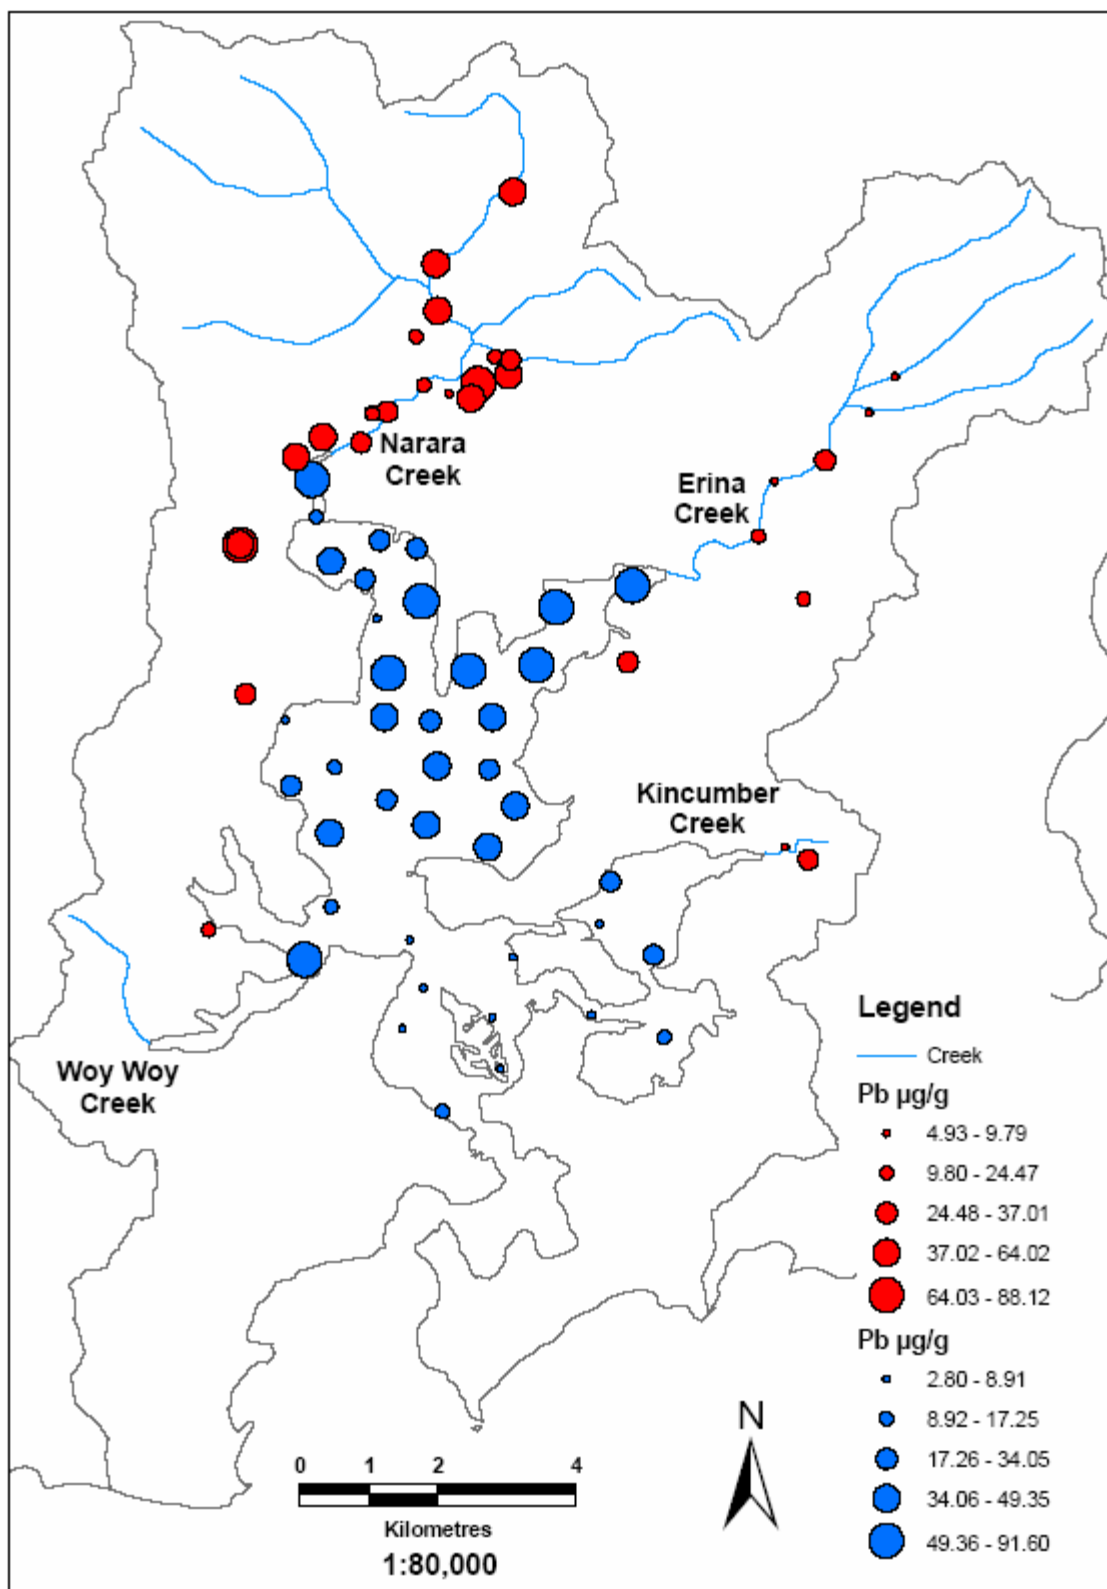 Narara
Creek
Erina
Creek
Kincumber
Creek
Woy Woy
Creek
Legend
Creek
Pb µg/g
4.93 - 9.79
9.80 - 24.47
24.48 - 37.01
37.02 - 64.02
64.03 - 88.12
Pb µg/g
2.80 - 8.91
8.92 - 17.25
17.26 - 34.05
34.06 - 49.35
49.36 - 91.60
N
0 1 2 4
Kilometres
1:80,000